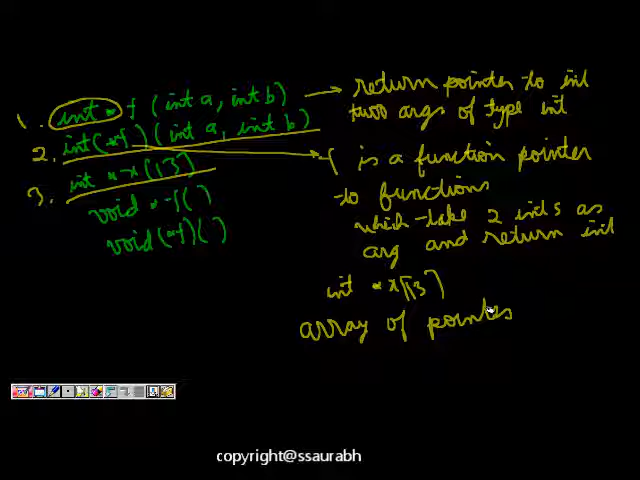 1. int * f (int a, int b)
2. int (*f) (int a, int b)
3. int * x [13]
void * f ()
void (*f) ()
return pointer to int
two args of type int
f is a function pointer
to functions
which take 2 ints as
arg and return int
int * x [13]
array of pointes
copyright@ssaurabh